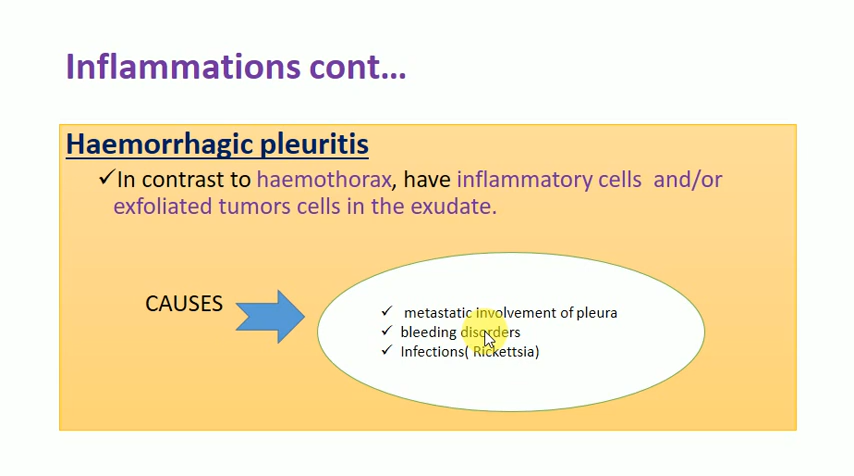 Inflammations cont...
Haemorrhagic pleuritis
✓In contrast to haemothorax, have inflammatory cells and/or
exfoliated tumors cells in the exudate.
CAUSES
✓ metastatic involvement of pleura
✓ bleeding disorders
✓ Infections( Rickettsia)